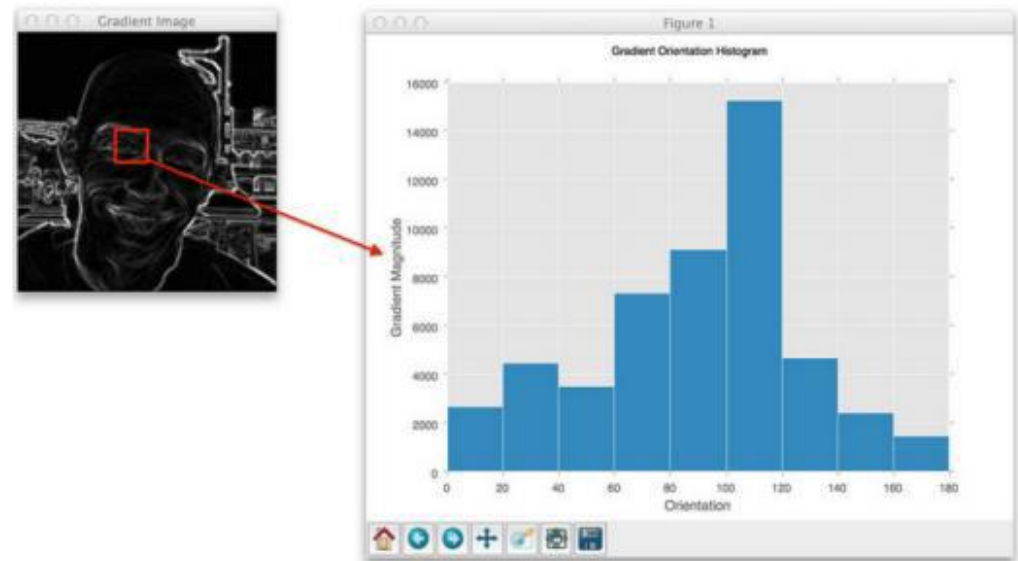 Gradient Image
Figure 1
Gradient Orientation Histogram
Gradient Magnitude
16000
14000
12000
10000
8000
6000
4000
2000
0
0 20 40 60 80 100 120 140 160 180
Orientation